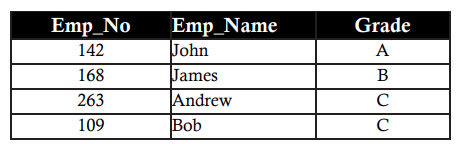 Emp_No Emp_Name Grade
142 John A
168 James B
263 Andrew C
109 Bob C